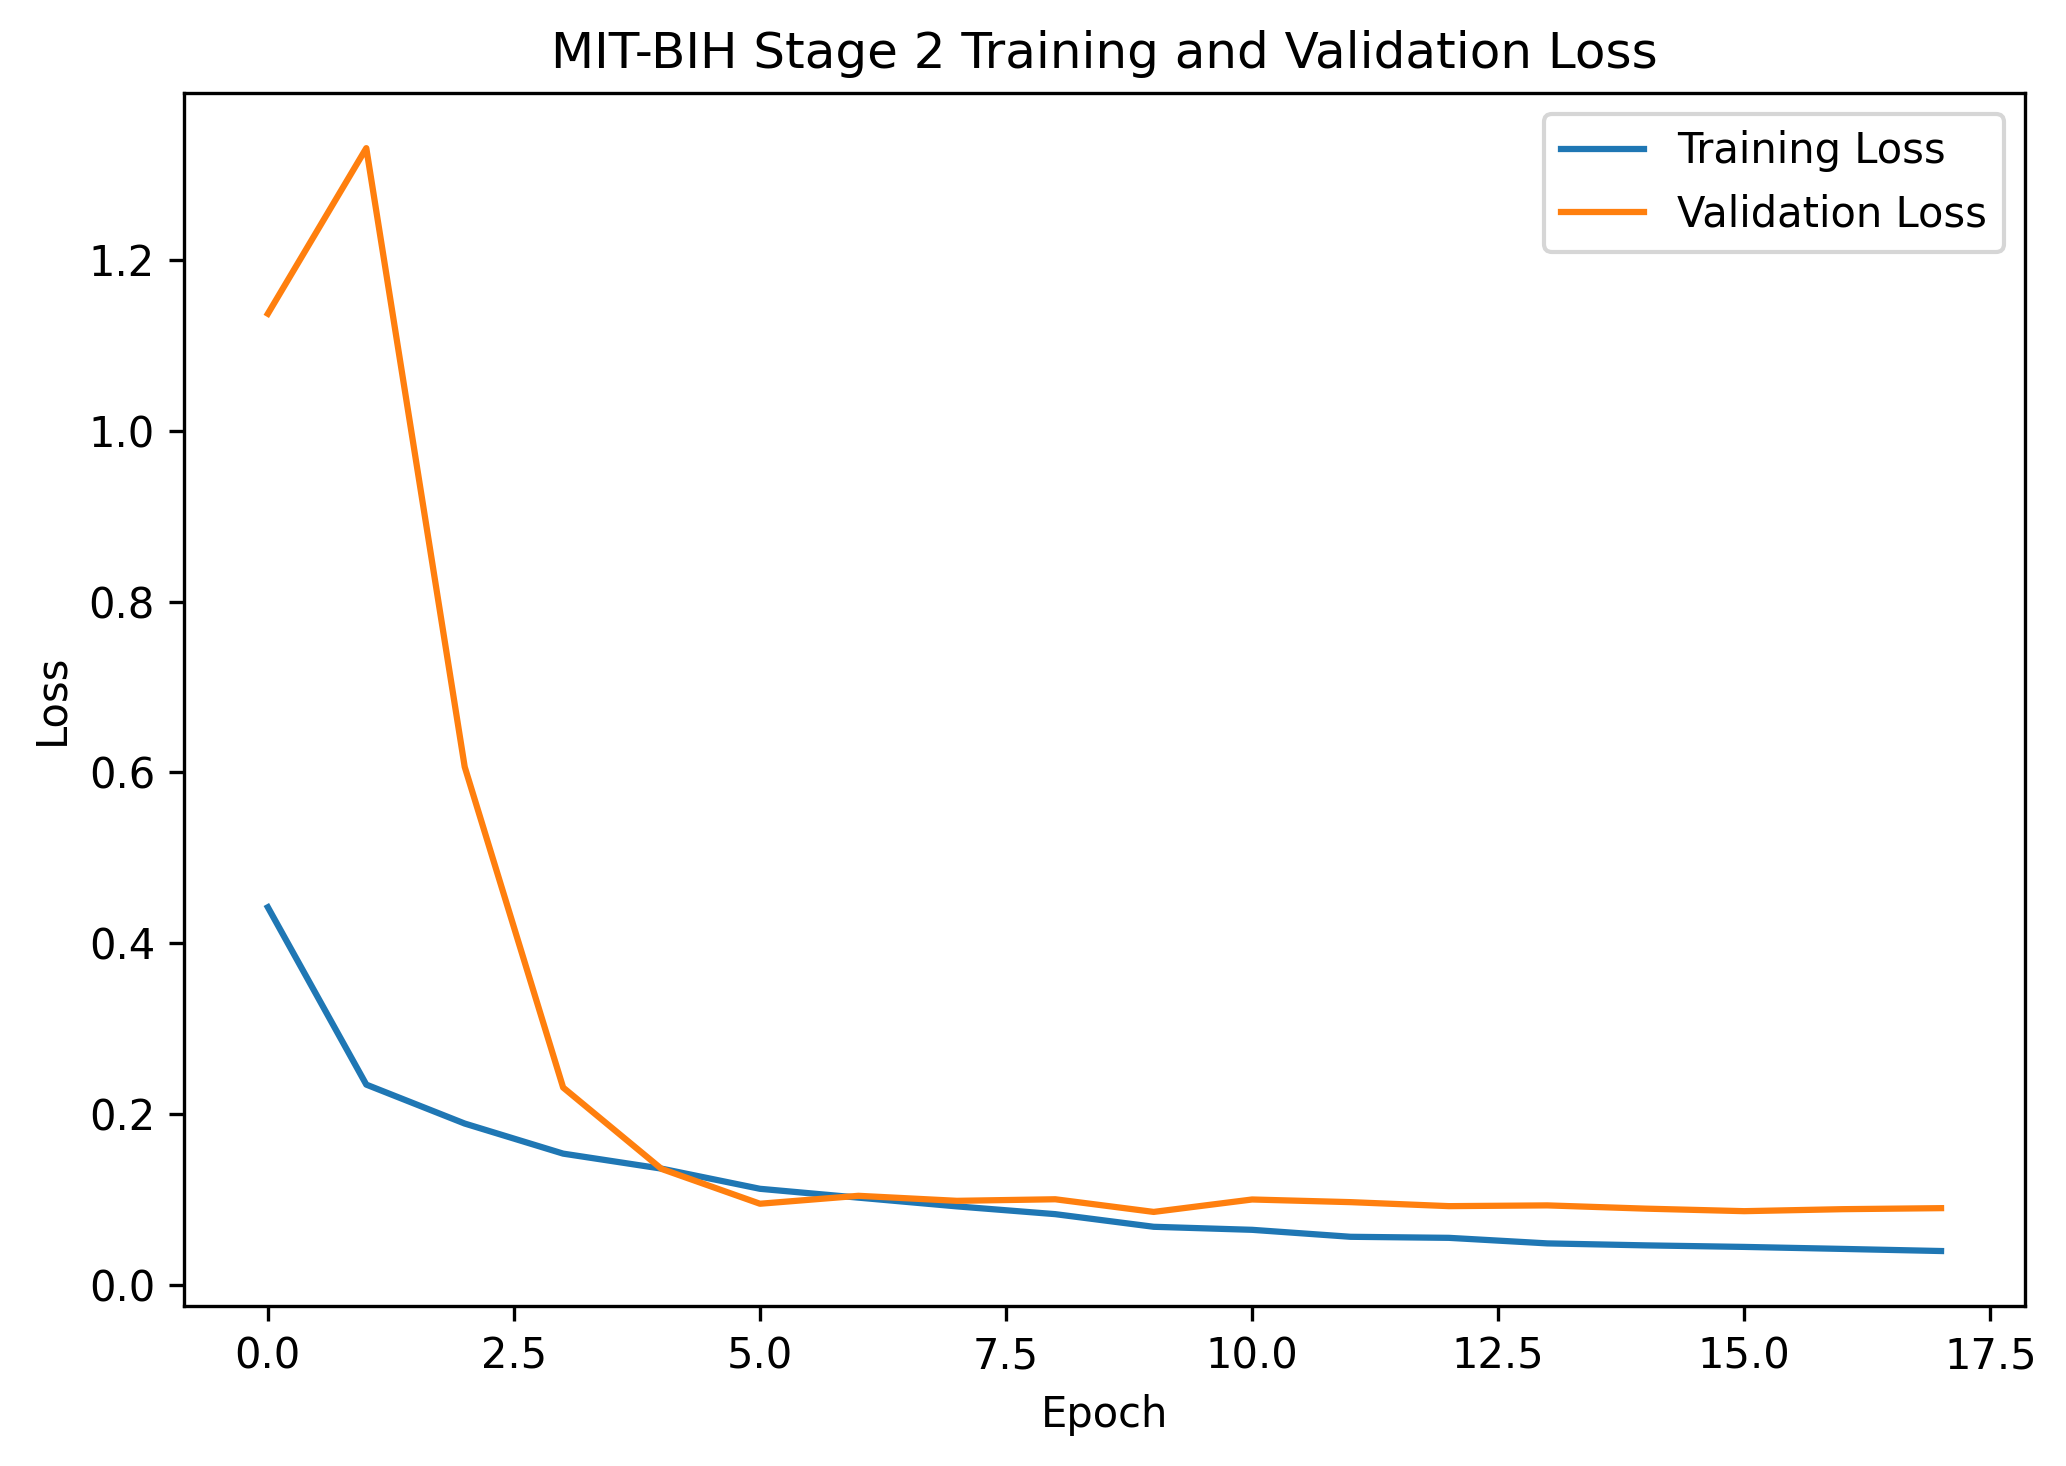 MIT-BIH Stage 2 Training and Validation Loss
Training Loss
Validation Loss
1.2
1.0
0.8
0.6
0.4
0.2
0.0
Loss
0.0 2.5 5.0 7.5 10.0 12.5 15.0 17.5
Epoch